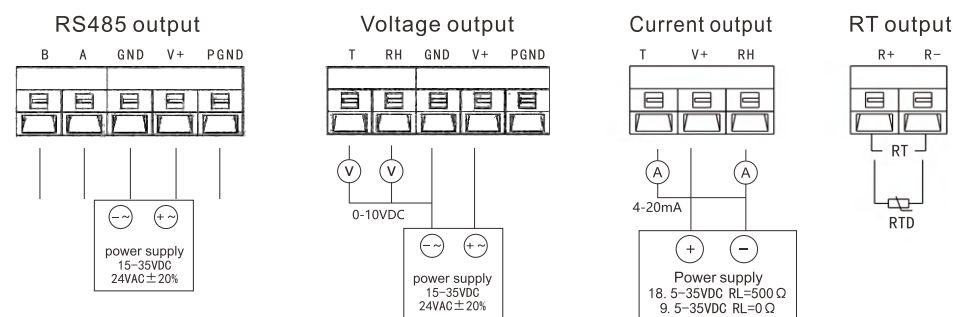 RS485 output
B A GND V+ PGND
-~ +~
power supply
15-35VDC
24VAC±20%
Voltage output
T RH GND V+ PGND
V V
0-10VDC
-~ +~
power supply
15-35VDC
24VAC±20%
Current output
T V+ RH
A A
4-20mA
+ -
Power supply
18.5-35VDC RL=500Ω
9.5-35VDC RL=0Ω
RT output
R+ R-
RT
RTD